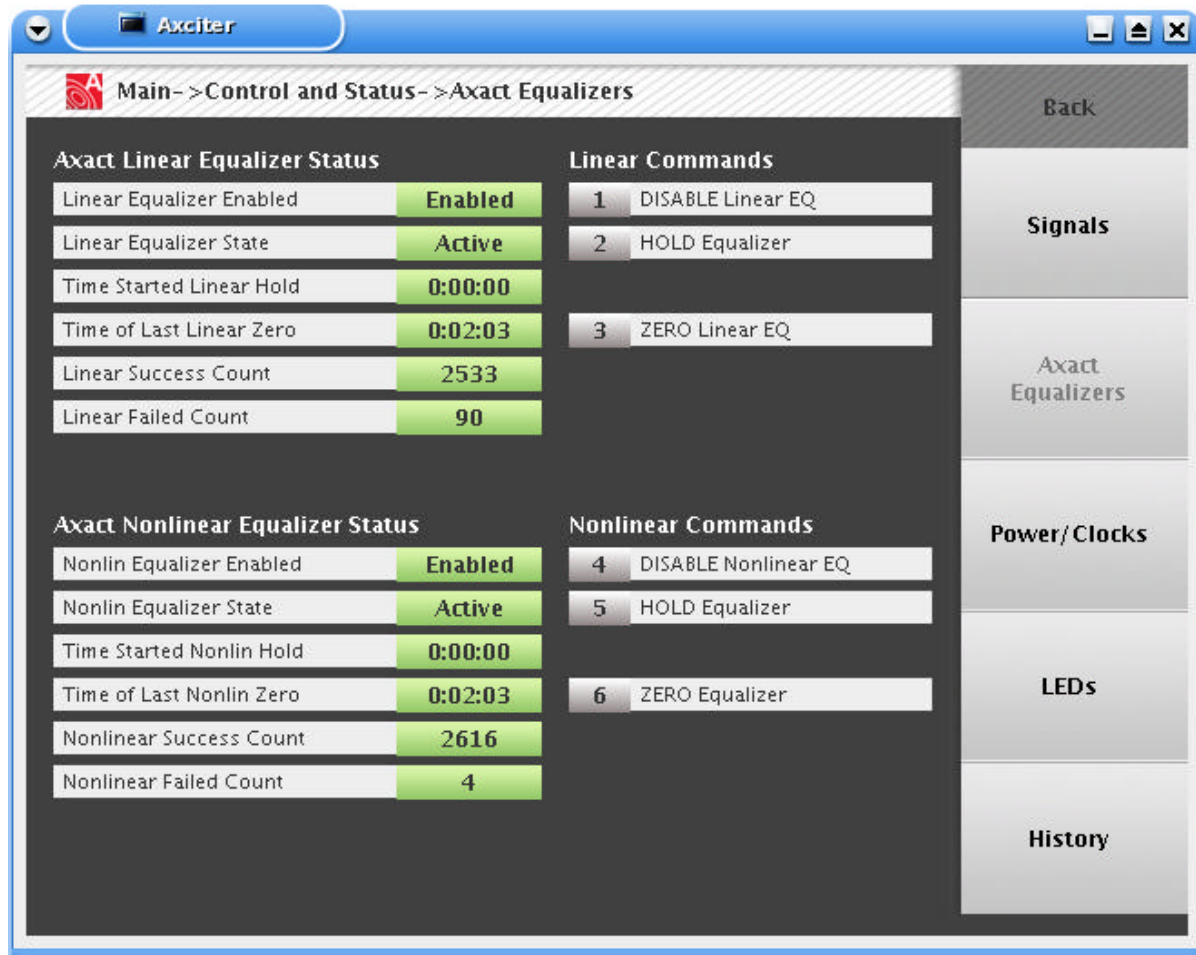 Axciter
Main->Control and Status->Axact Equalizers
Back
Axact Linear Equalizer Status
Linear Equalizer Enabled Enabled
Linear Equalizer State Active
Time Started Linear Hold 0:00:00
Time of Last Linear Zero 0:02:03
Linear Success Count 2533
Linear Failed Count 90
Linear Commands
1 DISABLE Linear EQ
2 HOLD Equalizer
3 ZERO Linear EQ
Axact Nonlinear Equalizer Status
Nonlin Equalizer Enabled Enabled
Nonlin Equalizer State Active
Time Started Nonlin Hold 0:00:00
Time of Last Nonlin Zero 0:02:03
Nonlinear Success Count 2616
Nonlinear Failed Count 4
Nonlinear Commands
4 DISABLE Nonlinear EQ
5 HOLD Equalizer
6 ZERO Equalizer
Signals
Axact
Equalizers
Power/Clocks
LEDs
History